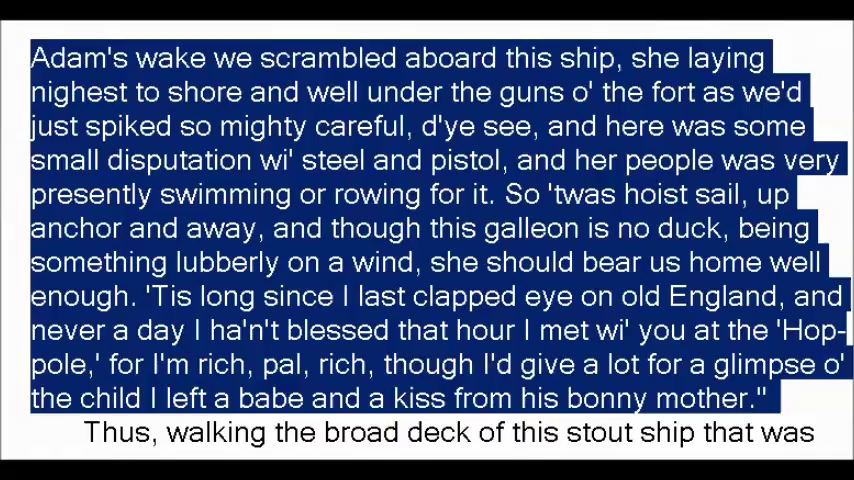 Adam's wake we scrambled aboard this ship, she laying
nighest to shore and well under the guns o' the fort as we'd
just spiked so mighty careful, d'ye see, and here was some
small disputation wi' steel and pistol, and her people was very
presently swimming or rowing for it. So 'twas hoist sail, up
anchor and away, and though this galleon is no duck, being
something lubberly on a wind, she should bear us home well
enough. 'Tis long since I last clapped eye on old England, and
never a day I ha'n't blessed that hour I met wi' you at the 'Hop-
pole,' for I'm rich, pal, rich, though I'd give a lot for a glimpse o'
the child I left a babe and a kiss from his bonny mother."
Thus, walking the broad deck of this stout ship that was